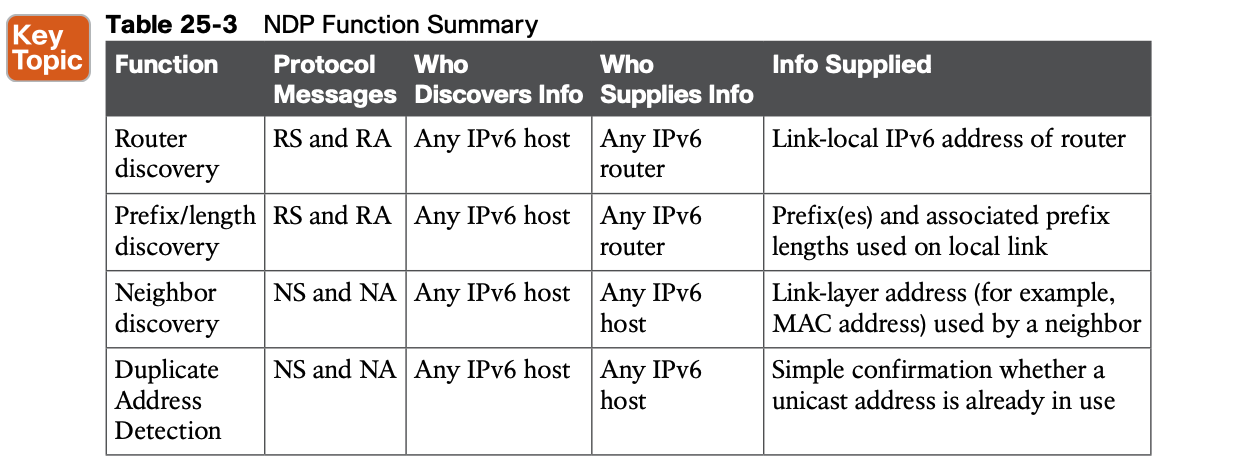 Key
Topic
Table 25-3 NDP Function Summary
Function
Protocol
Messages
Who
Discovers Info
Who
Supplies Info
Info Supplied
Router
discovery
RS and RA
Any IPv6 host
Any IPv6
router
Link-local IPv6 address of router
Prefix/length
discovery
RS and RA
Any IPv6 host
Any IPv6
router
Prefix(es) and associated prefix
lengths used on local link
Neighbor
discovery
NS and NA
Any IPv6 host
Any IPv6
host
Link-layer address (for example,
MAC address) used by a neighbor
Duplicate
Address
Detection
NS and NA
Any IPv6 host
Any IPv6
host
Simple confirmation whether a
unicast address is already in use